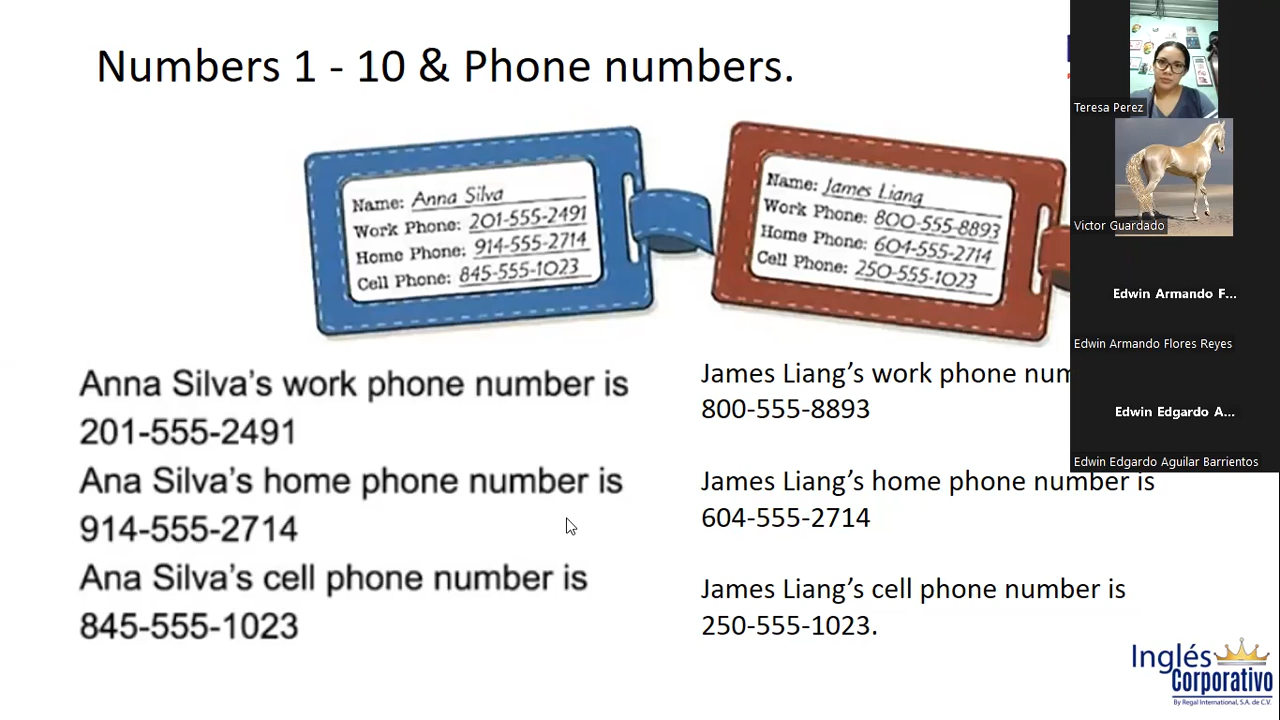 Numbers 1 - 10 & Phone numbers.
Name: Anna Silva
Work Phone: 201-555-2491
Home Phone: 914-555-2714
Cell Phone: 845-555-1023
Name: James Liang
Work Phone: 800-555-8893
Home Phone: 604-555-2714
Cell Phone: 250-555-1023
Anna Silva's work phone number is
201-555-2491
Ana Silva's home phone number is
914-555-2714
Ana Silva's cell phone number is
845-555-1023
James Liang's work phone num
800-555-8893
James Liang's home phone number is
604-555-2714
James Liang's cell phone number is
250-555-1023.
Teresa Perez
Victor Guardado
Edwin Armando F...
Edwin Armando Flores Reyes
Edwin Edgardo A...
Edwin Edgardo Aguilar Barrientos
Inglés
Corporativo
By Regal International, S.A. de C.V.